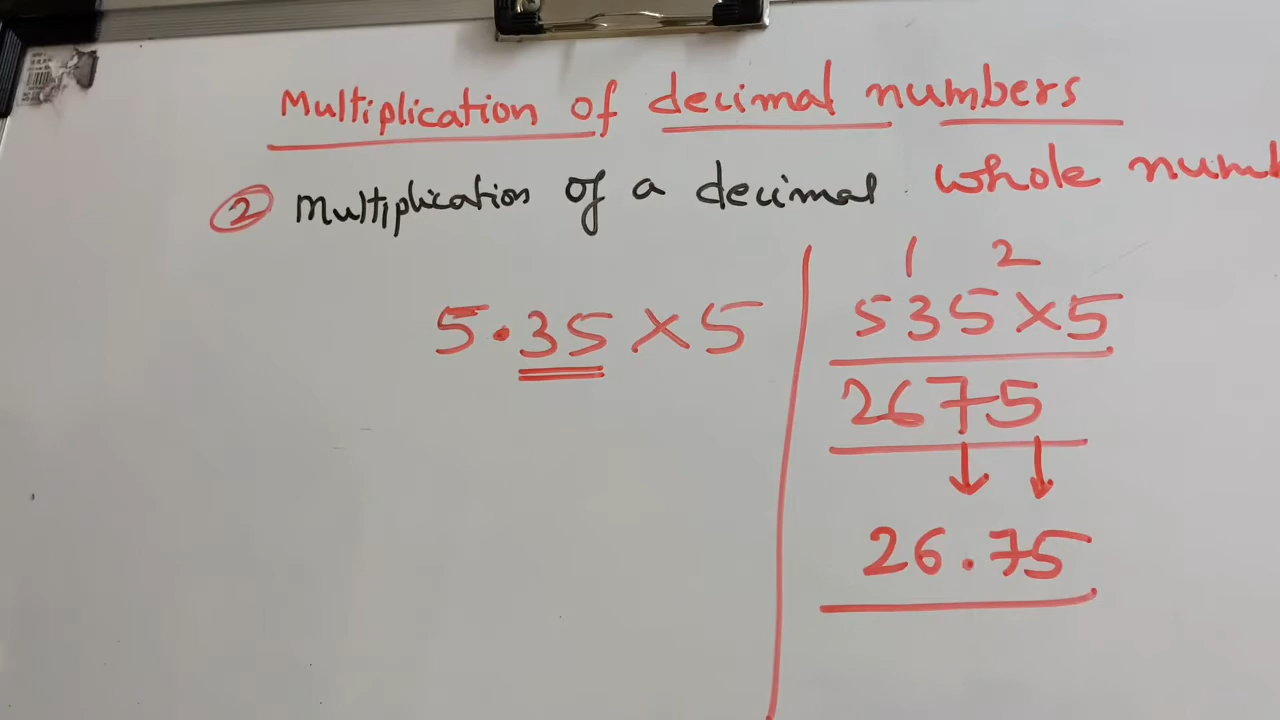 Multiplication of decimal numbers
2 Multiplication of a decimal whole
5.35 × 5
1 2
535 × 5
2675
26.75